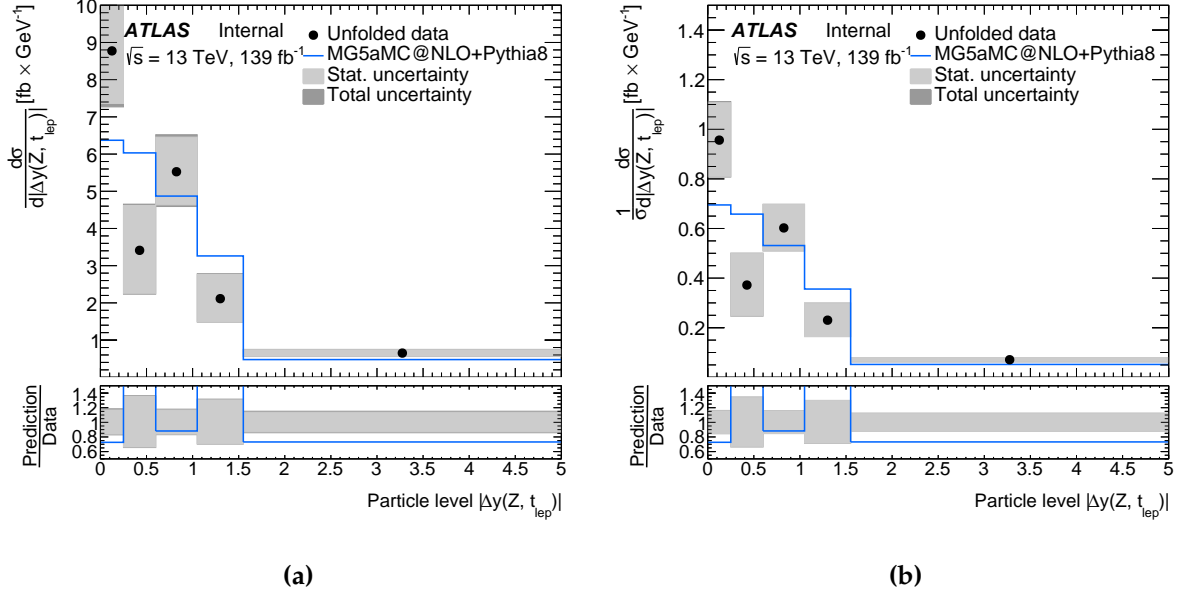 ATLAS Internal
√s = 13 TeV, 139 fb⁻¹
Unfolded data
MG5aMC@NLO+Pythia8
Stat. uncertainty
Total uncertainty
dσ
d|Δy(Z, t_lep)| [fb × GeV⁻¹]
10
9
8
7
6
5
4
3
2
1
Prediction
Data
1.4
1.2
1
0.8
0.6
0 0.5 1 1.5 2 2.5 3 3.5 4 4.5 5
Particle level |Δy(Z, t_lep)|
(a)
ATLAS Internal
√s = 13 TeV, 139 fb⁻¹
Unfolded data
MG5aMC@NLO+Pythia8
Stat. uncertainty
Total uncertainty
1 dσ
σ d|Δy(Z, t_lep)| [fb × GeV⁻¹]
1.4
1.2
1
0.8
0.6
0.4
0.2
Prediction
Data
1.4
1.2
1
0.8
0.6
0 0.5 1 1.5 2 2.5 3 3.5 4 4.5 5
Particle level |Δy(Z, t_lep)|
(b)